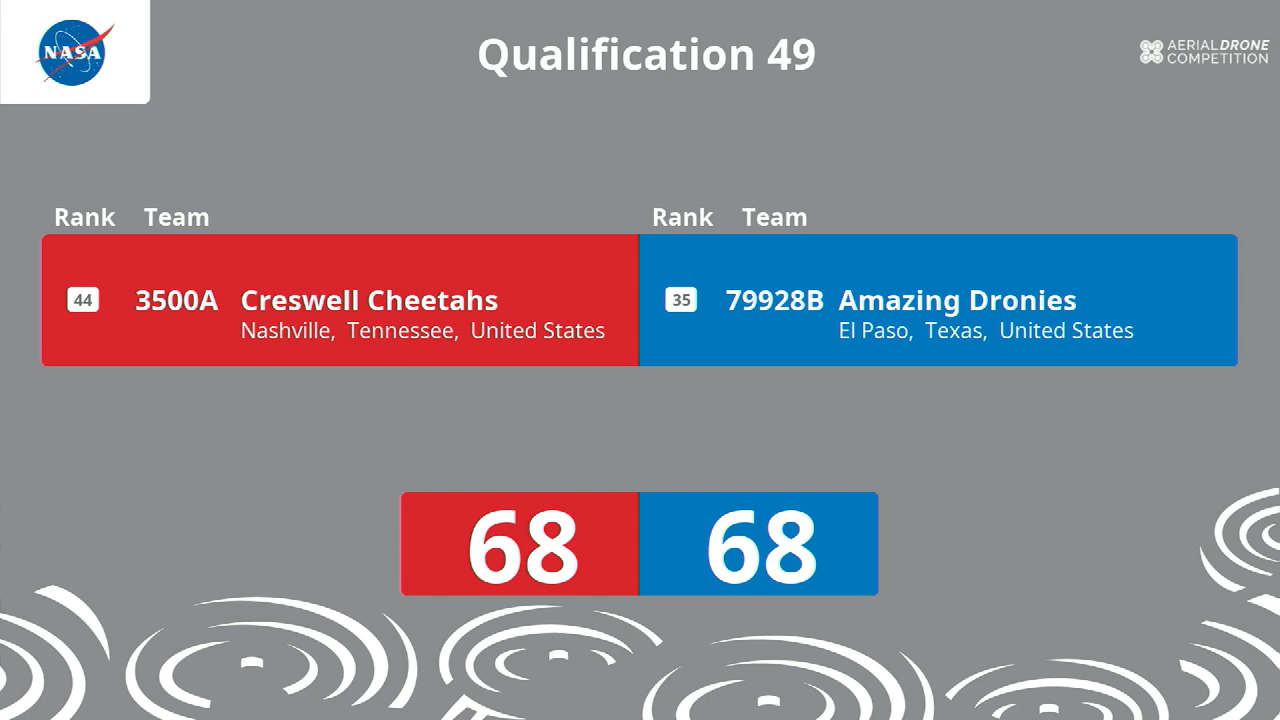 NASA
Qualification 49
AERIAL DRONE
COMPETITION
Rank Team
44 3500A Creswell Cheetahs
Nashville, Tennessee, United States
Rank Team
35 79928B Amazing Dronies
El Paso, Texas, United States
68 68